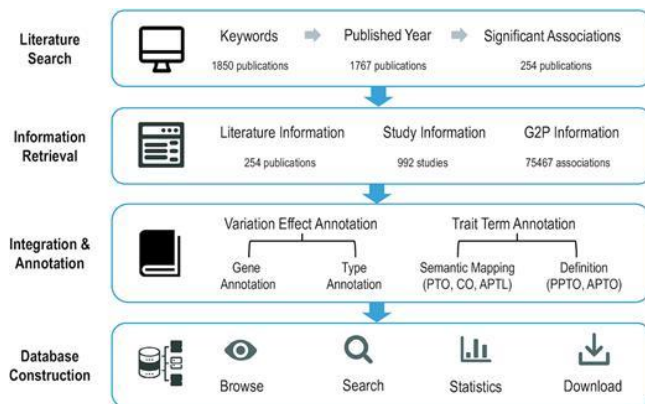 Literature
Search
Keywords Published Year Significant Associations
1850 publications 1767 publications 254 publications
Information
Retrieval
Literature Information Study Information G2P Information
254 publications 992 studies 75467 associations
Integration &
Annotation
Variation Effect Annotation Trait Term Annotation
Gene Type Semantic Mapping Definition
Annotation Annotation (PTO, CO, APTL) (PPTO, APTO)
Database
Construction
Browse Search Statistics Download